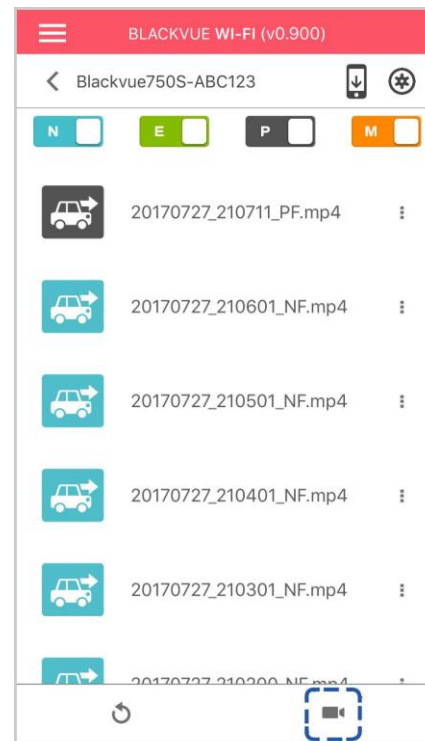 BLACKVUE WI-FI (v0.900)
Blackvue750S-ABC123
N E P M
20170727_210711_PF.mp4
20170727_210601_NF.mp4
20170727_210501_NF.mp4
20170727_210401_NF.mp4
20170727_210301_NF.mp4